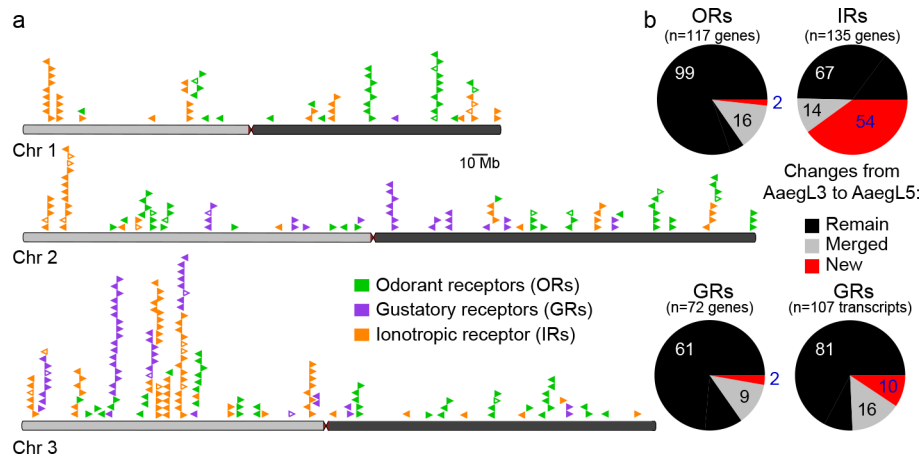 a
Chr 1
10 Mb
Chr 2
Chr 3
Odorant receptors (ORs)
Gustatory receptors (GRs)
Ionotropic receptor (IRs)
b
ORs
(n=117 genes)
99
16
2
IRs
(n=135 genes)
67
14
54
Changes from
AaegL3 to AaegL5:
Remain
Merged
New
GRs
(n=72 genes)
61
9
2
GRs
(n=107 transcripts)
81
16
10